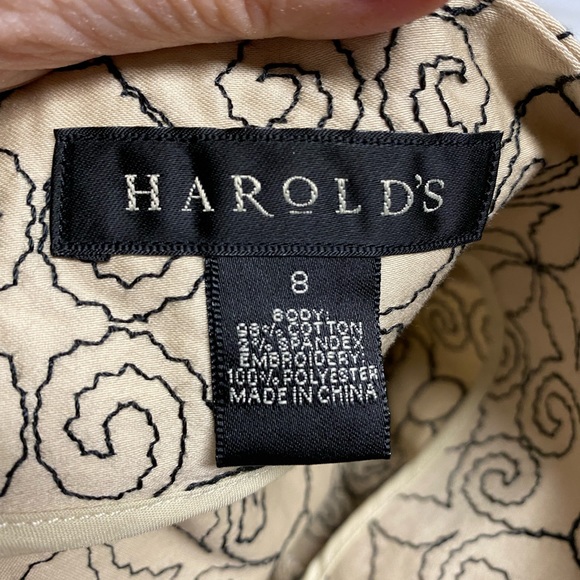 HAROLD'S
8
BODY:
98% COTTON
2% SPANDEX
EMBROIDERY:
100% POLYESTER
MADE IN CHINA